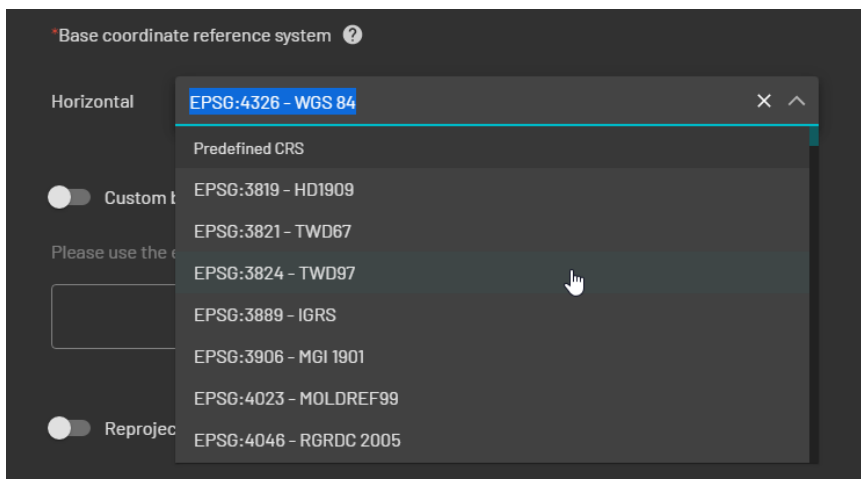 *Base coordinate reference system ?
Horizontal
EPSG:4326 - WGS 84
Predefined CRS
EPSG:3819 - HD1909
Custom b
EPSG:3821 - TWD67
Please use the e
EPSG:3824 - TWD97
EPSG:3889 - IGRS
EPSG:3906 - MGI 1901
EPSG:4023 - MOLDREF99
Reprojec
EPSG:4046 - RGRDC 2005